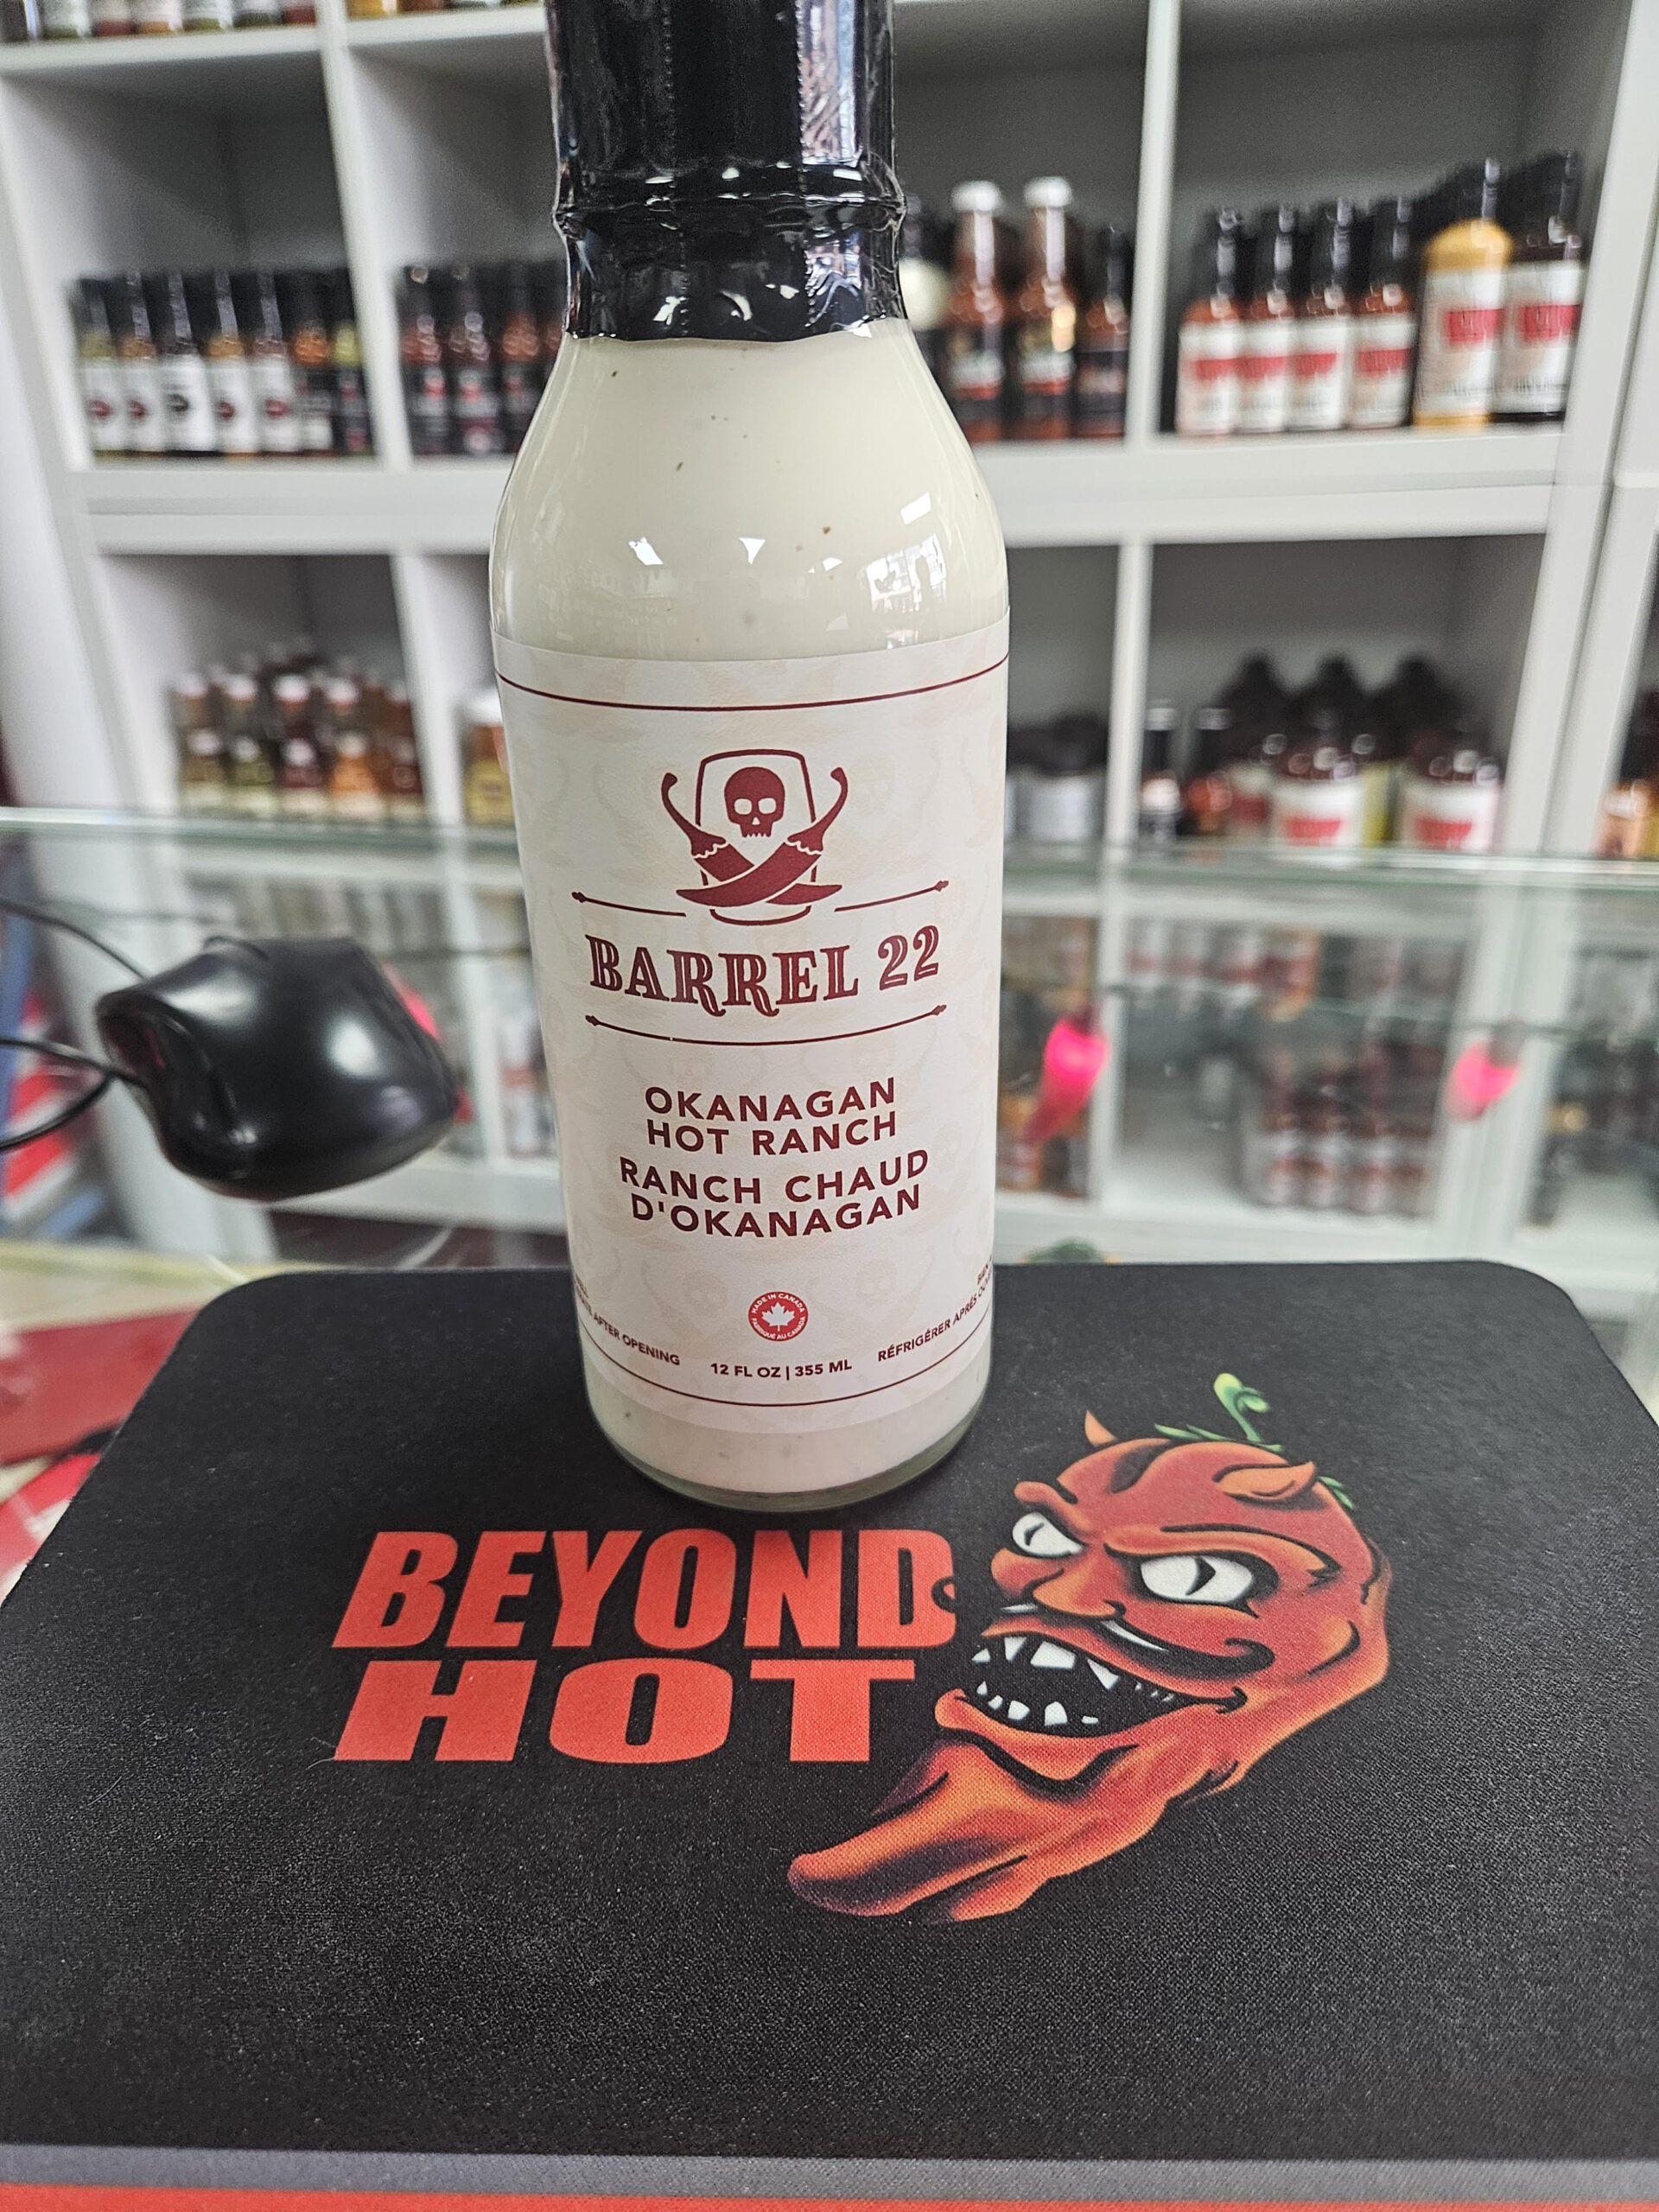 BARREL 22
OKANAGAN
HOT RANCH
RANCH CHAUD
D'OKANAGAN
MADE IN CANADA
FABRIQUÉ AU CANADA
AFTER OPENING
12 FL OZ | 355 ML
RÉFRIGÉRER APRÉS
BEYOND
HOT